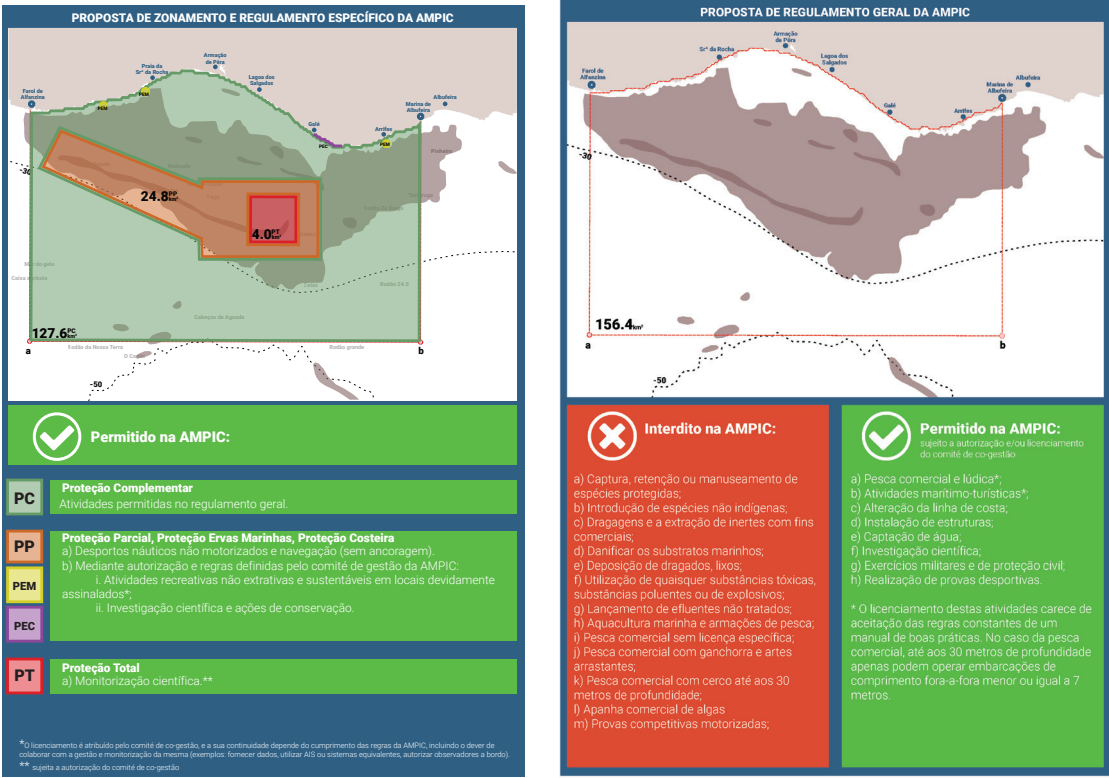 PROPOSTA DE ZONAMENTO E REGULAMENTO ESPECÍFICO DA AMPIC
Farol de
Alfanzina
Praia da
Srª da Rocha
Armação
de Pêra
Lagoa dos
Salgados
Galé
Arrifes
Marina de
Albufeira
Albufeira
PEM
PEM
PEC
PEM
Pinheiro
-30
24.8 PP km²
4.0 PT km²
127.6 PC km²
Cabeços da Agueda
Rodão 24.8
Fodão da Nossa Terra
Rodão grande
a
b
-50
Permitido na AMPIC:
PC
Proteção Complementar
Atividades permitidas no regulamento geral.
PP
PEM
PEC
Proteção Parcial, Proteção Ervas Marinhas, Proteção Costeira
a) Desportos náuticos não motorizados e navegação (sem ancoragem).
b) Mediante autorização e regras definidas pelo comité de gestão da AMPIC:
i. Atividades recreativas não extrativas e sustentáveis em locais devidamente
assinalados*;
ii. Investigação científica e ações de conservação.
PT
Proteção Total
a) Monitorização científica.**
*O licenciamento é atribuído pelo comité de co-gestão, e a sua continuidade depende do cumprimento das regras da AMPIC, incluindo o dever de
colaborar com a gestão e monitorização da mesma (exemplos: fornecer dados, utilizar AIS ou sistemas equivalentes, autorizar observadores a bordo).
** sujeita a autorização do comité de co-gestão
PROPOSTA DE REGULAMENTO GERAL DA AMPIC
Farol de
Alfanzina
Srª da Rocha
Armação
de Pêra
Lagoa dos
Salgados
Galé
Arrifes
Marina de
Albufeira
Albufeira
-30
156.4 km²
a
b
-50
Interdito na AMPIC:
a) Captura, retenção ou manuseamento de
espécies protegidas;
b) Introdução de espécies não indígenas;
c) Dragagens e a extração de inertes com fins
comerciais;
d) Danificar os substratos marinhos;
e) Deposição de dragados, lixos;
f) Utilização de quaisquer substâncias tóxicas,
substâncias poluentes ou de explosivos;
g) Lançamento de efluentes não tratados;
h) Aquacultura marinha e armações de pesca;
i) Pesca comercial sem licença específica;
j) Pesca comercial com ganchorra e artes
arrastantes;
k) Pesca comercial com cerco até aos 30
metros de profundidade;
l) Apanha comercial de algas
m) Provas competitivas motorizadas;
Permitido na AMPIC:
sujeito a autorização e/ou licenciamento
do comité de co-gestão
a) Pesca comercial e lúdica*;
b) Atividades marítimo-turísticas*;
c) Alteração da linha de costa;
d) Instalação de estruturas;
e) Captação de água;
f) Investigação científica;
g) Exercícios militares e de proteção civil;
h) Realização de provas desportivas.
* O licenciamento destas atividades carece de
aceitação das regras constantes de um
manual de boas práticas. No caso da pesca
comercial, até aos 30 metros de profundidade
apenas podem operar embarcações de
comprimento fora-a-fora menor ou igual a 7
metros.